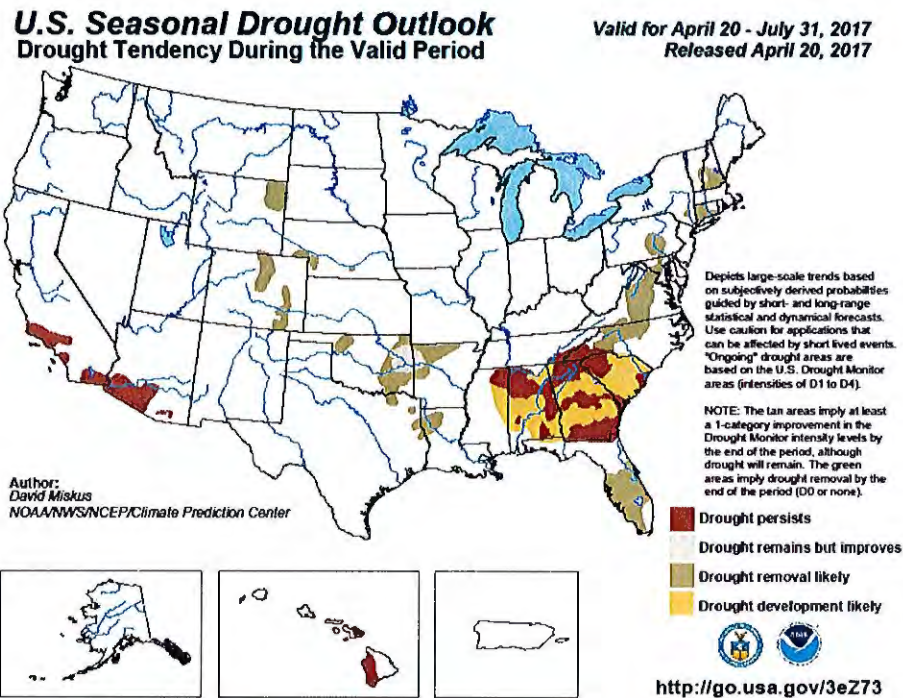 U.S. Seasonal Drought Outlook
Drought Tendency During the Valid Period
Valid for April 20 - July 31, 2017
Released April 20, 2017
Depicts large-scale trends based
on subjectively derived probabilities
guided by short- and long-range
statistical and dynamical forecasts.
Use caution for applications that
can be affected by short lived events.
"Ongoing" drought areas are
based on the U.S. Drought Monitor
areas (intensities of D1 to D4).
NOTE: The tan areas imply at least
a 1-category improvement in the
Drought Monitor intensity levels by
the end of the period, although
drought will remain. The green
areas imply drought removal by the
end of the period (D0 or none).
Author:
David Miskus
NOAA/NWS/NCEP/Climate Prediction Center
Drought persists
Drought remains but improves
Drought removal likely
Drought development likely
http://go.usa.gov/3eZ73